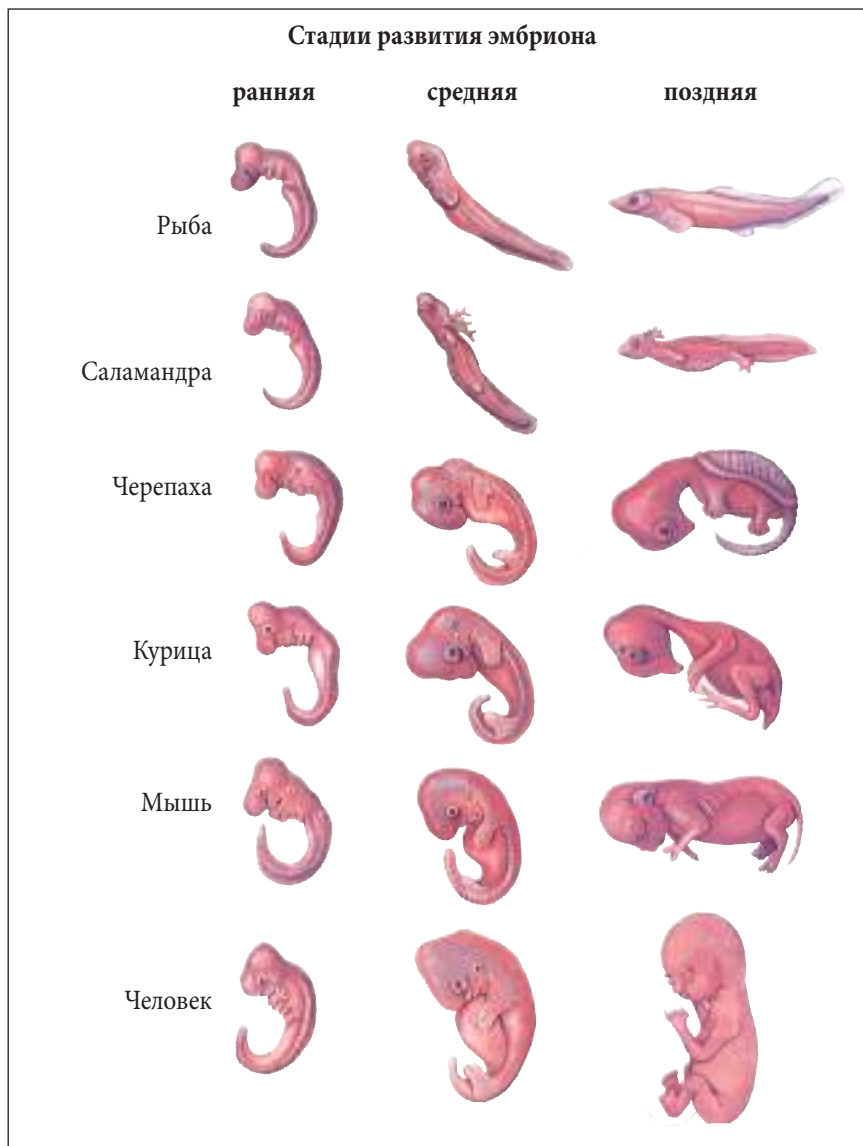 Стадии развития эмбриона
ранняя средняя поздняя
Рыба
Саламандра
Черепаха
Курица
Мышь
Человек